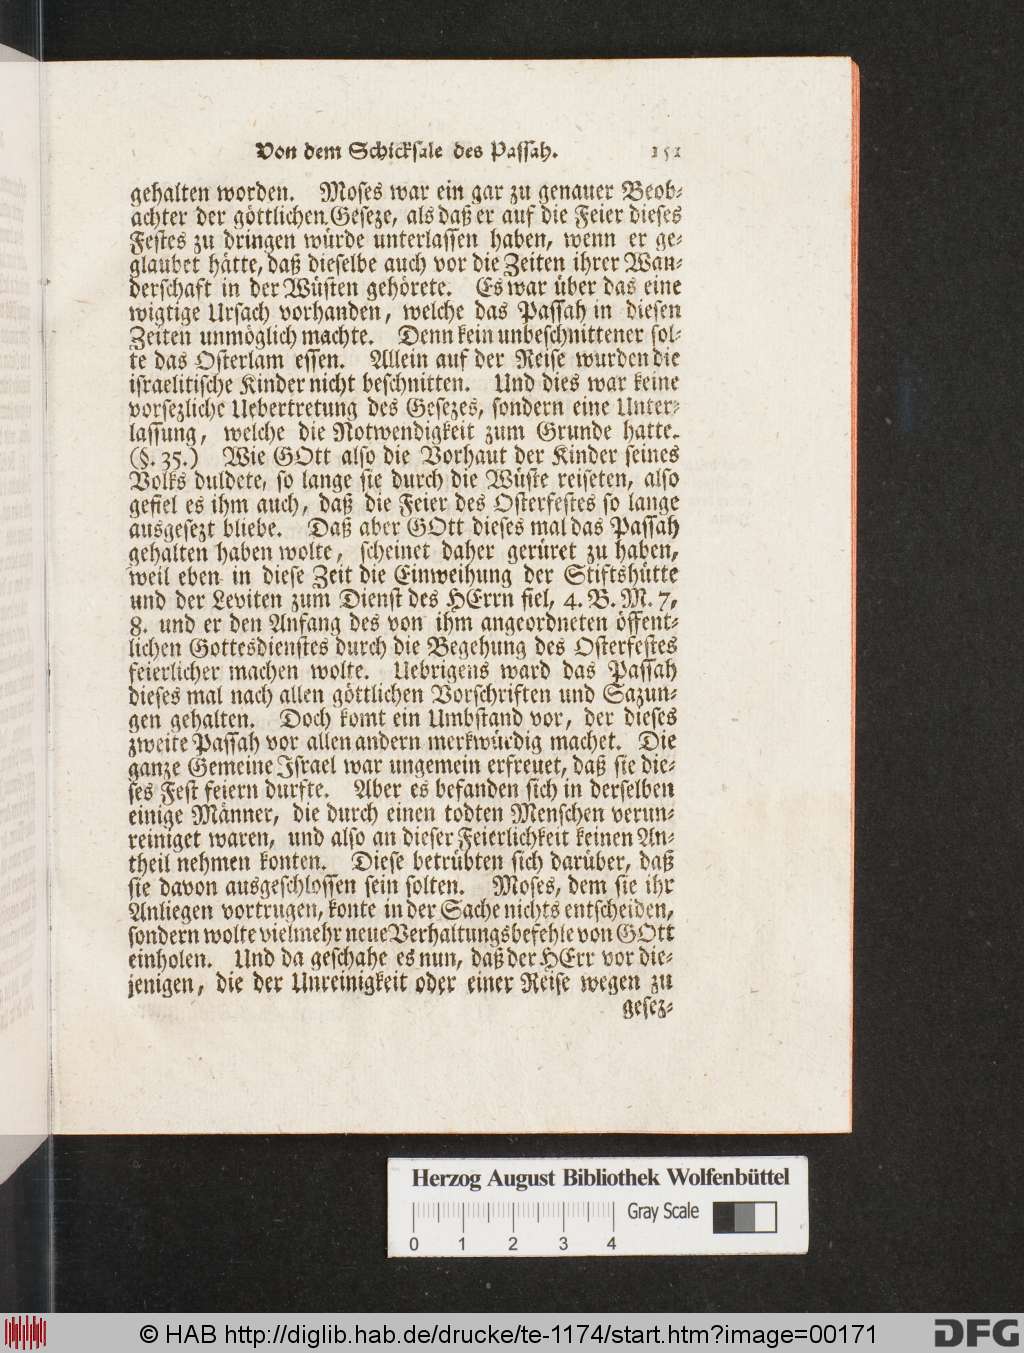 Von dem Schicksale des Passah. 151
gehalten worden. Moses war ein gar zu genauer Beob-
achter der göttlichen Geseze, als daß er auf die Feier dieses
Festes zu dringen würde unterlassen haben, wenn er ge-
glaubet hätte, daß dieselbe auch vor die Zeiten ihrer Wan-
derschaft in der Wüsten gehörete. Es war über das eine
wigtige Ursach vorhanden, welche das Passah in diesen
Zeiten unmöglich machte. Denn kein unbeschnittener sol-
te das Osterlam essen. Allein auf der Reise wurden die
israelitische Kinder nicht beschnitten. Und dies war keine
vorsezliche Uebertretung des Gesezes, sondern eine Unter-
lassung, welche die Notwendigkeit zum Grunde hatte.
(§. 35.) Wie GOtt also die Vorhaut der Kinder seines
Volks duldete, so lange sie durch die Wüste reiseten, also
gefiel es ihm auch, daß die Feier des Osterfestes so lange
ausgesezt bliebe. Daß aber GOtt dieses mal das Passah
gehalten haben wolte, scheinet daher gerüret zu haben,
weil eben in diese Zeit die Einweihung der Stiftshütte
und der Leviten zum Dienst des HErrn fiel, 4. B. M. 7,
8. und er den Anfang des von ihm angeordneten öffent-
lichen Gottesdienstes durch die Begehung des Osterfestes
feierlicher machen wolte. Uebrigens ward das Passah
dieses mal nach allen göttlichen Vorschriften und Sazun-
gen gehalten. Doch komt ein Umbstand vor, der dieses
zweite Passah vor allen andern merkwürdig machet. Die
ganze Gemeine Israel war ungemein erfreuet, daß sie die-
ses Fest feiern durfte. Aber es befanden sich in derselben
einige Männer, die durch einen todten Menschen verun-
reiniget waren, und also an dieser Feierlichkeit keinen An-
theil nehmen konten. Diese betrübten sich darüber, daß
sie davon ausgeschlossen sein solten. Moses, dem sie ihr
Anliegen vortrugen, konte in der Sache nichts entscheiden,
sondern wolte vielmehr neue Verhaltungsbefehle von GOtt
einholen. Und da geschahe es nun, daß der HErr vor die-
jenigen, die der Unreinigkeit oder einer Reise wegen zu
gesez-
Herzog August Bibliothek Wolfenbüttel
Gray Scale
0 1 2 3 4
© HAB http://diglib.hab.de/drucke/te-1174/start.htm?image=00171
DFG